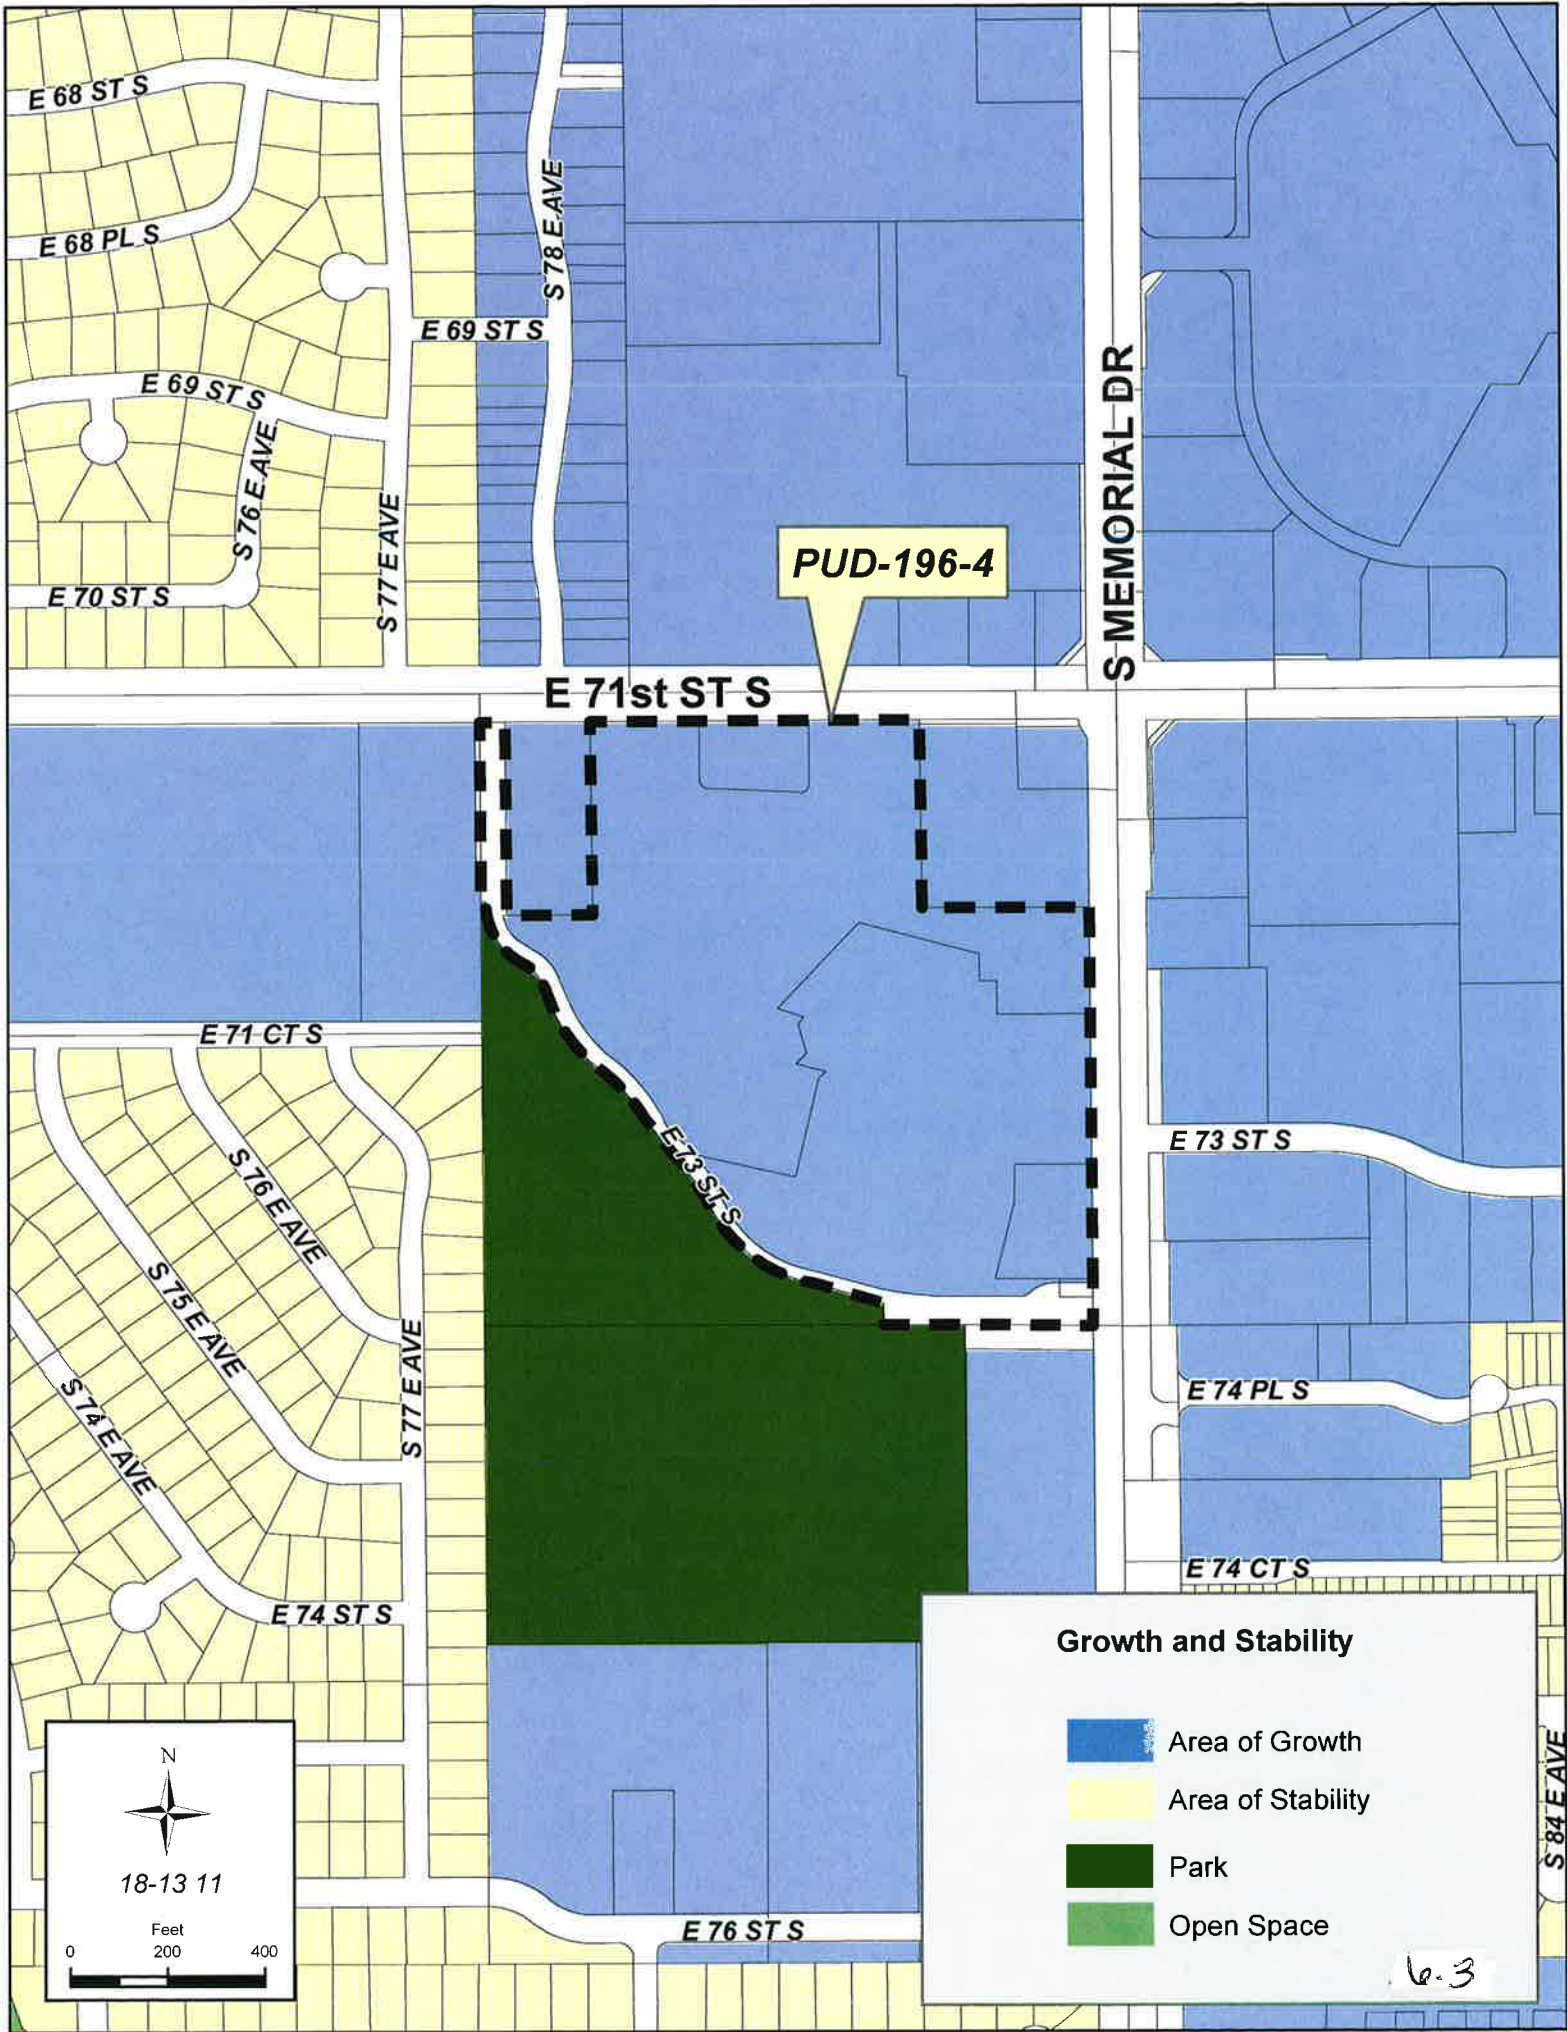 E 68 ST S
E 68 PL S
S 78 E AVE
E 69 ST S
E 69 ST S
S 76 E AVE
S 77 E AVE
E 70 ST S
S MEMORIAL DR
PUD-196-4
E 71st ST S
E 71 CT S
S 76 E AVE
E 73 ST S
E 73 ST S
S 75 E AVE
S 77 E AVE
S 74 E AVE
E 74 PL S
E 74 CT S
E 74 ST S
Growth and Stability
Area of Growth
Area of Stability
Park
Open Space
6.3
S 84 E AVE
N
18-13 11
Feet
0 200 400
E 76 ST S